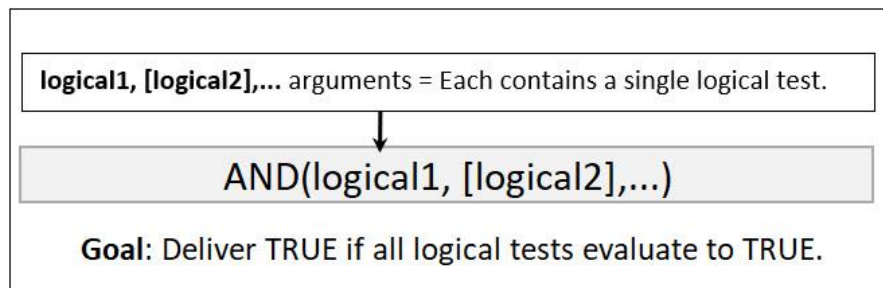 logical1, [logical2],... arguments = Each contains a single logical test.
AND(logical1, [logical2],...)
Goal: Deliver TRUE if all logical tests evaluate to TRUE.